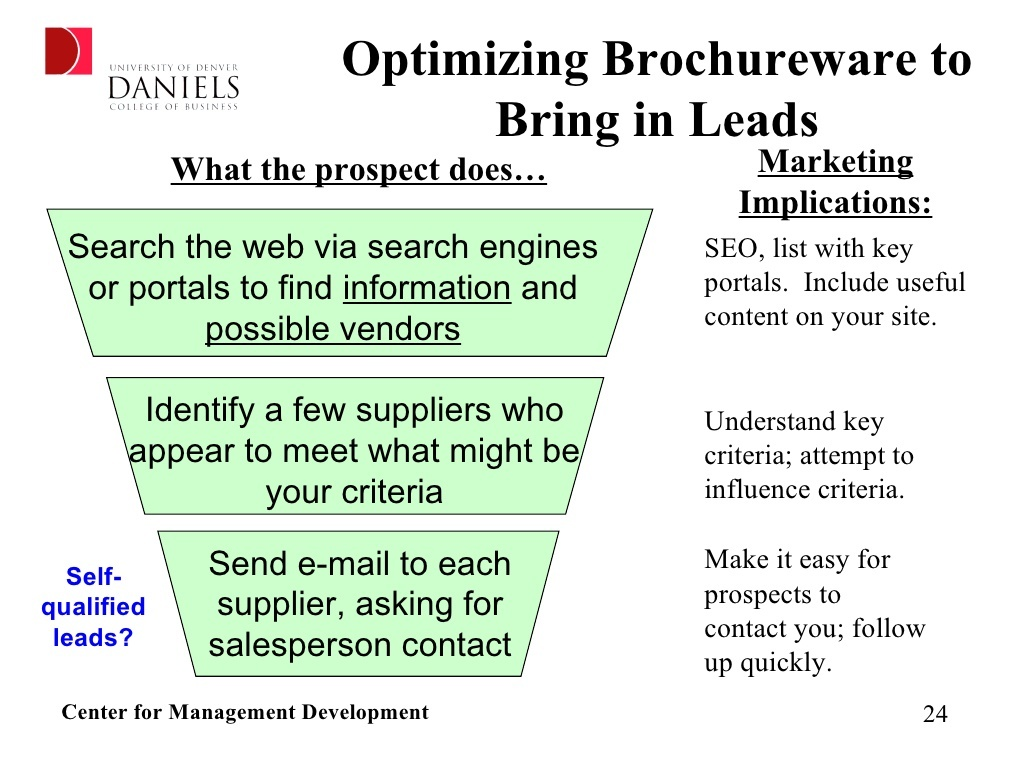 UNIVERSITY OF DENVER
DANIELS
COLLEGE OF BUSINESS
Optimizing Brochureware to
Bring in Leads
What the prospect does…
Marketing
Implications:
Search the web via search engines
or portals to find information and
possible vendors
SEO, list with key
portals.  Include useful
content on your site.
Identify a few suppliers who
appear to meet what might be
your criteria
Understand key
criteria; attempt to
influence criteria.
Self-
qualified
leads?
Send e-mail to each
supplier, asking for
salesperson contact
Make it easy for
prospects to
contact you; follow
up quickly.
Center for Management Development
24